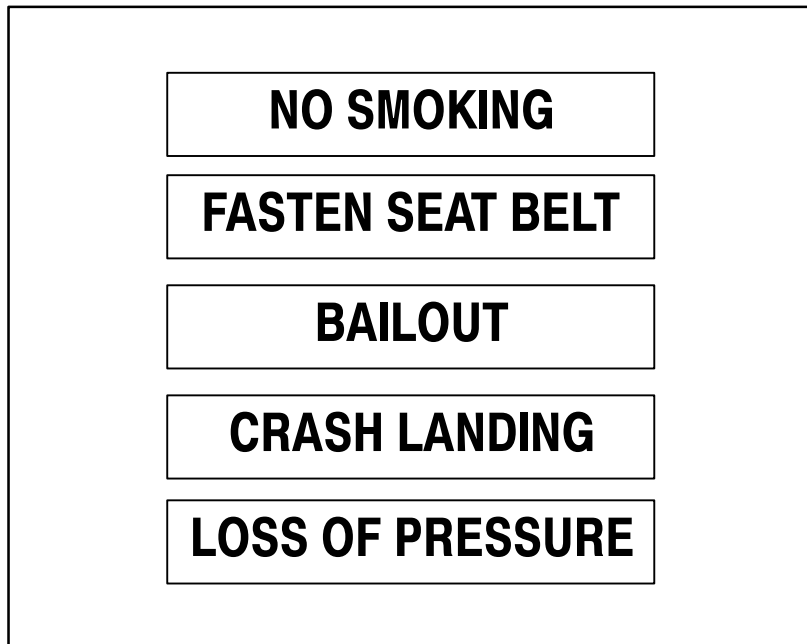 NO SMOKING
FASTEN SEAT BELT
BAILOUT
CRASH LANDING
LOSS OF PRESSURE